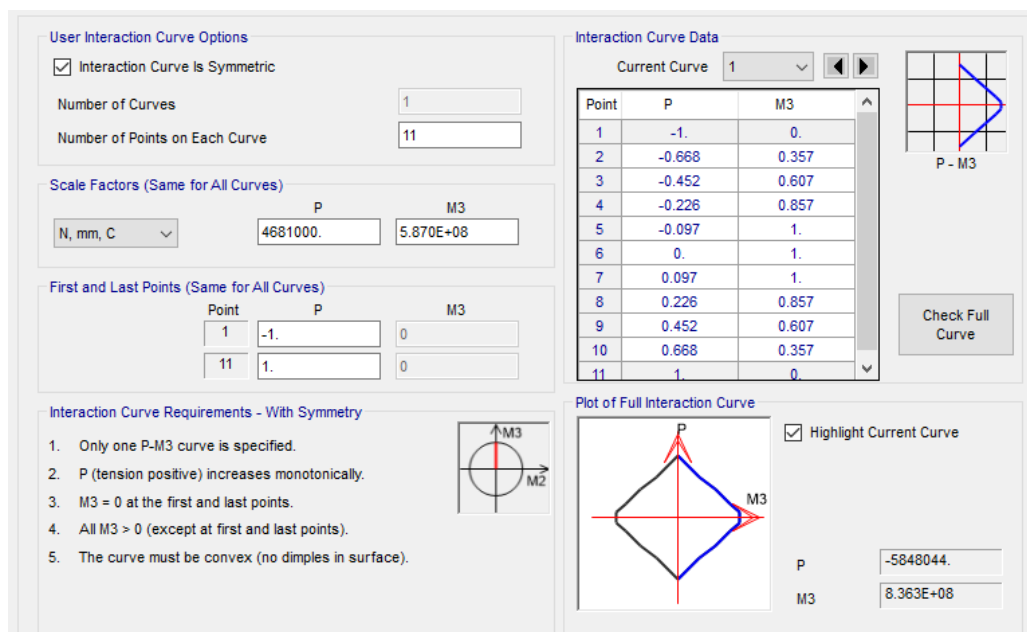 User Interaction Curve Options
Interaction Curve Is Symmetric
Number of Curves 1
Number of Points on Each Curve 11
Scale Factors (Same for All Curves)
P M3
N, mm, C 4681000. 5.870E+08
First and Last Points (Same for All Curves)
Point P M3
1 -1. 0
11 1. 0
Interaction Curve Requirements - With Symmetry
1. Only one P-M3 curve is specified.
2. P (tension positive) increases monotonically.
3. M3 = 0 at the first and last points.
4. All M3 > 0 (except at first and last points).
5. The curve must be convex (no dimples in surface).
M3
M2
Interaction Curve Data
Current Curve 1
Point P M3
1 -1. 0.
2 -0.668 0.357
3 -0.452 0.607
4 -0.226 0.857
5 -0.097 1.
6 0. 1.
7 0.097 1.
8 0.226 0.857
9 0.452 0.607
10 0.668 0.357
11 1. 0.
P - M3
Check Full
Curve
Plot of Full Interaction Curve
P
M3
Highlight Current Curve
P -5848044.
M3 8.363E+08